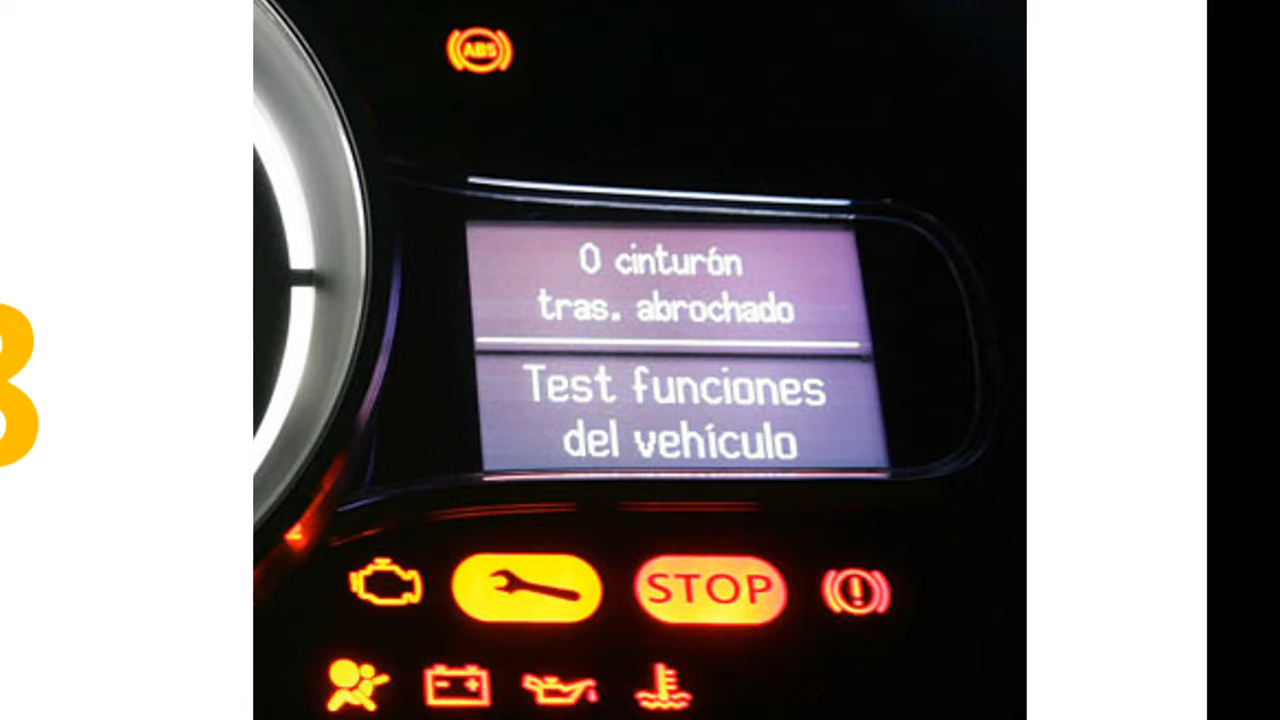 ABS
0 cinturón
tras. abrochado
Test funciones
del vehículo
STOP